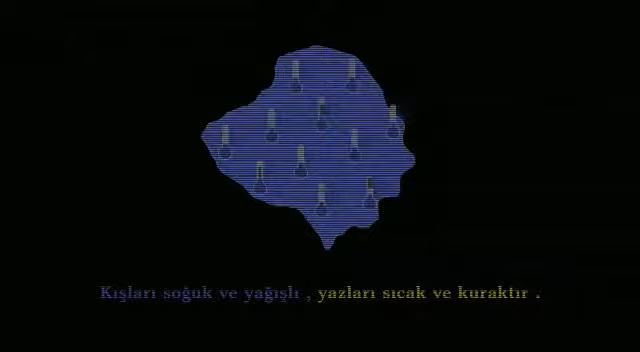 Kışları soğuk ve yağışlı , yazları sıcak ve kuraktır .